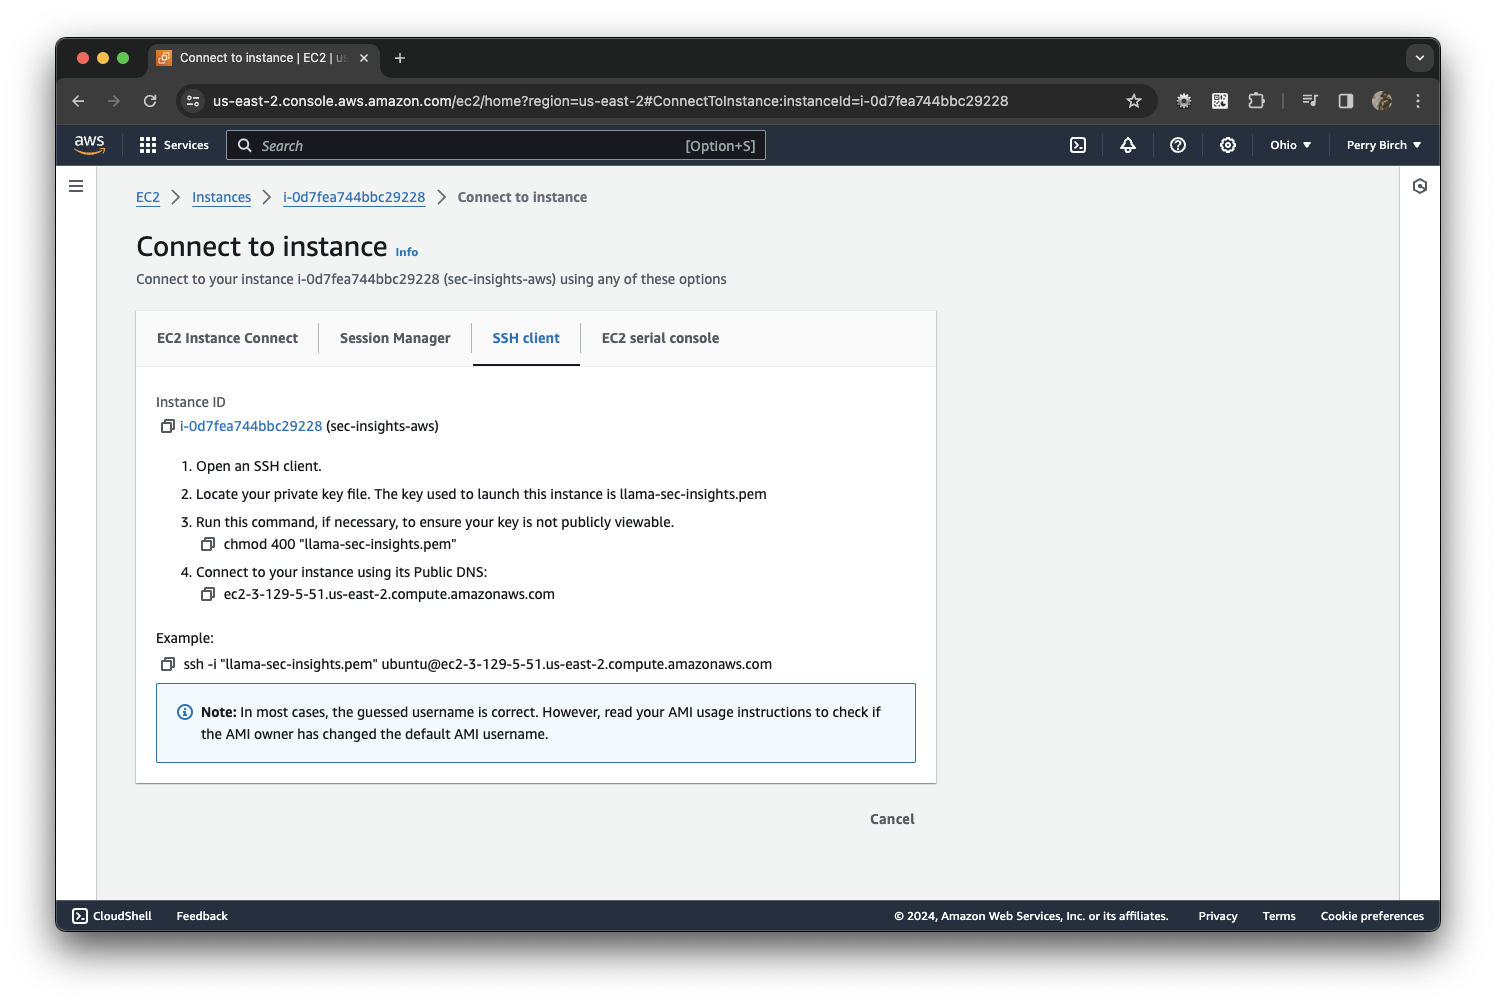 Connect to instance | EC2 | us
us-east-2.console.aws.amazon.com/ec2/home?region=us-east-2#ConnectToInstance:instanceId=i-0d7fea744bbc29228
aws
Services
Search
[Option+S]
Ohio
Perry Birch
EC2
Instances
i-0d7fea744bbc29228
Connect to instance
Connect to instance Info
Connect to your instance i-0d7fea744bbc29228 (sec-insights-aws) using any of these options
EC2 Instance Connect
Session Manager
SSH client
EC2 serial console
Instance ID
i-0d7fea744bbc29228 (sec-insights-aws)
1. Open an SSH client.
2. Locate your private key file. The key used to launch this instance is llama-sec-insights.pem
3. Run this command, if necessary, to ensure your key is not publicly viewable.
chmod 400 "llama-sec-insights.pem"
4. Connect to your instance using its Public DNS:
ec2-3-129-5-51.us-east-2.compute.amazonaws.com
Example:
ssh -i "llama-sec-insights.pem" ubuntu@ec2-3-129-5-51.us-east-2.compute.amazonaws.com
Note: In most cases, the guessed username is correct. However, read your AMI usage instructions to check if
the AMI owner has changed the default AMI username.
Cancel
CloudShell
Feedback
© 2024, Amazon Web Services, Inc. or its affiliates.
Privacy
Terms
Cookie preferences